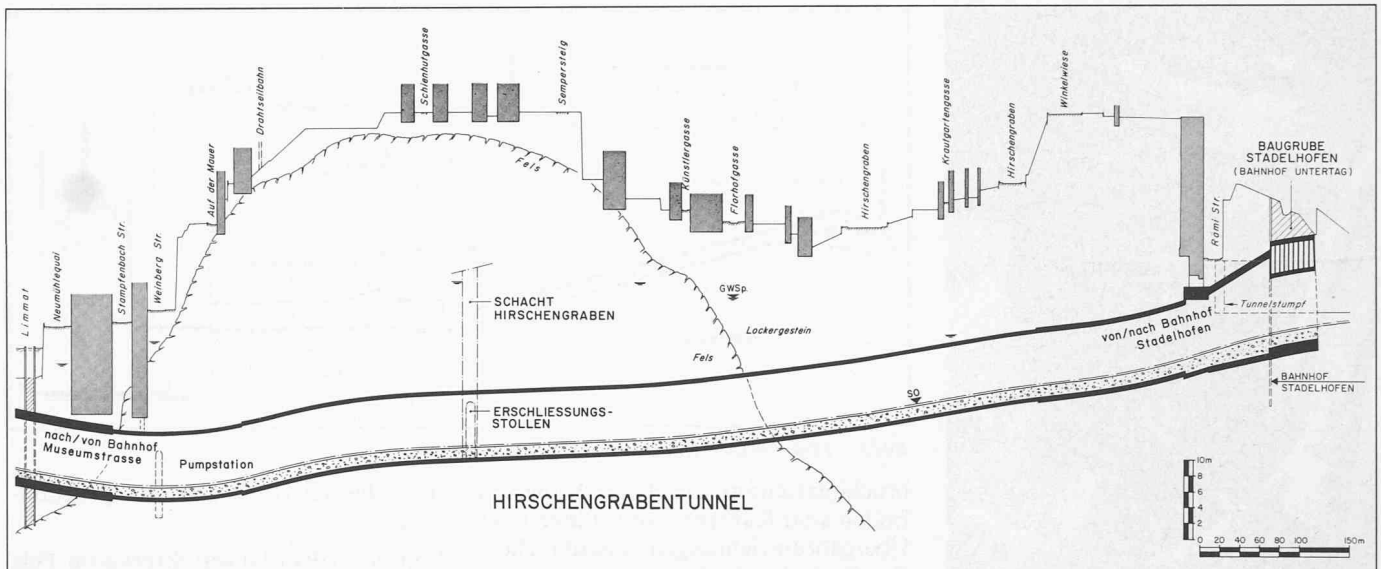 Limmat
Neumühlequai
Stampfenbach Str.
Weinberg Str.
Auf der Mauer
Drahtseilbahn
Schienhutgasse
Sempersteig
Künstlergasse
Florhofgasse
Hirschengraben
Krautgartengasse
Hirschengraben
Winkelwiese
Rämi Str.
BAUGRUBE
STADELHOFEN
(BAHNHOF UNTERTAG)
Fels
SCHACHT
HIRSCHENGRABEN
GWSp.
Lockergestein
Fels
von/nach Bahnhof
Stadelhofen
Tunnelstumpf
BAHNHOF
STADELHOFEN
SO
ERSCHLIESSUNGS-
STOLLEN
nach/von Bahnhof
Museumstrasse
Pumpstation
HIRSCHENGRABENTUNNEL
10m
8
6
4
2
0
0 20 40 60 80 100 150m